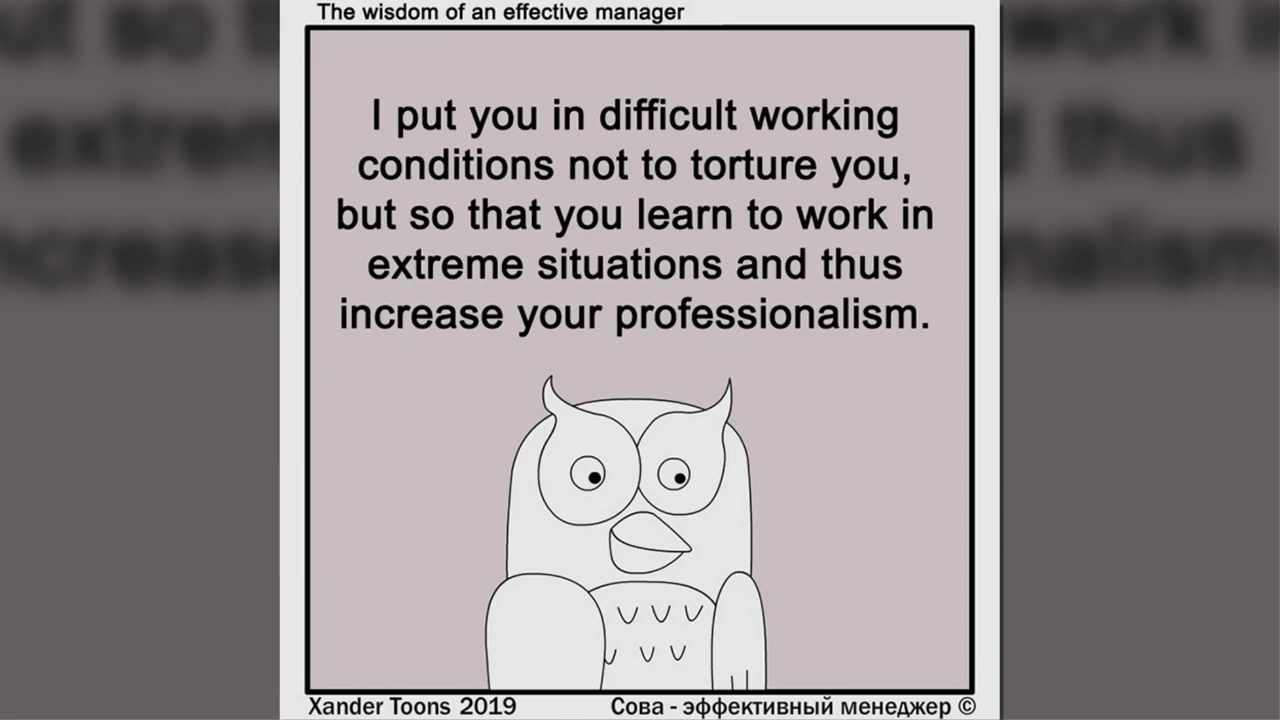 The wisdom of an effective manager
I put you in difficult working
conditions not to torture you,
but so that you learn to work in
extreme situations and thus
increase your professionalism.
Xander Toons 2019
Сова - эффективный менеджер ©